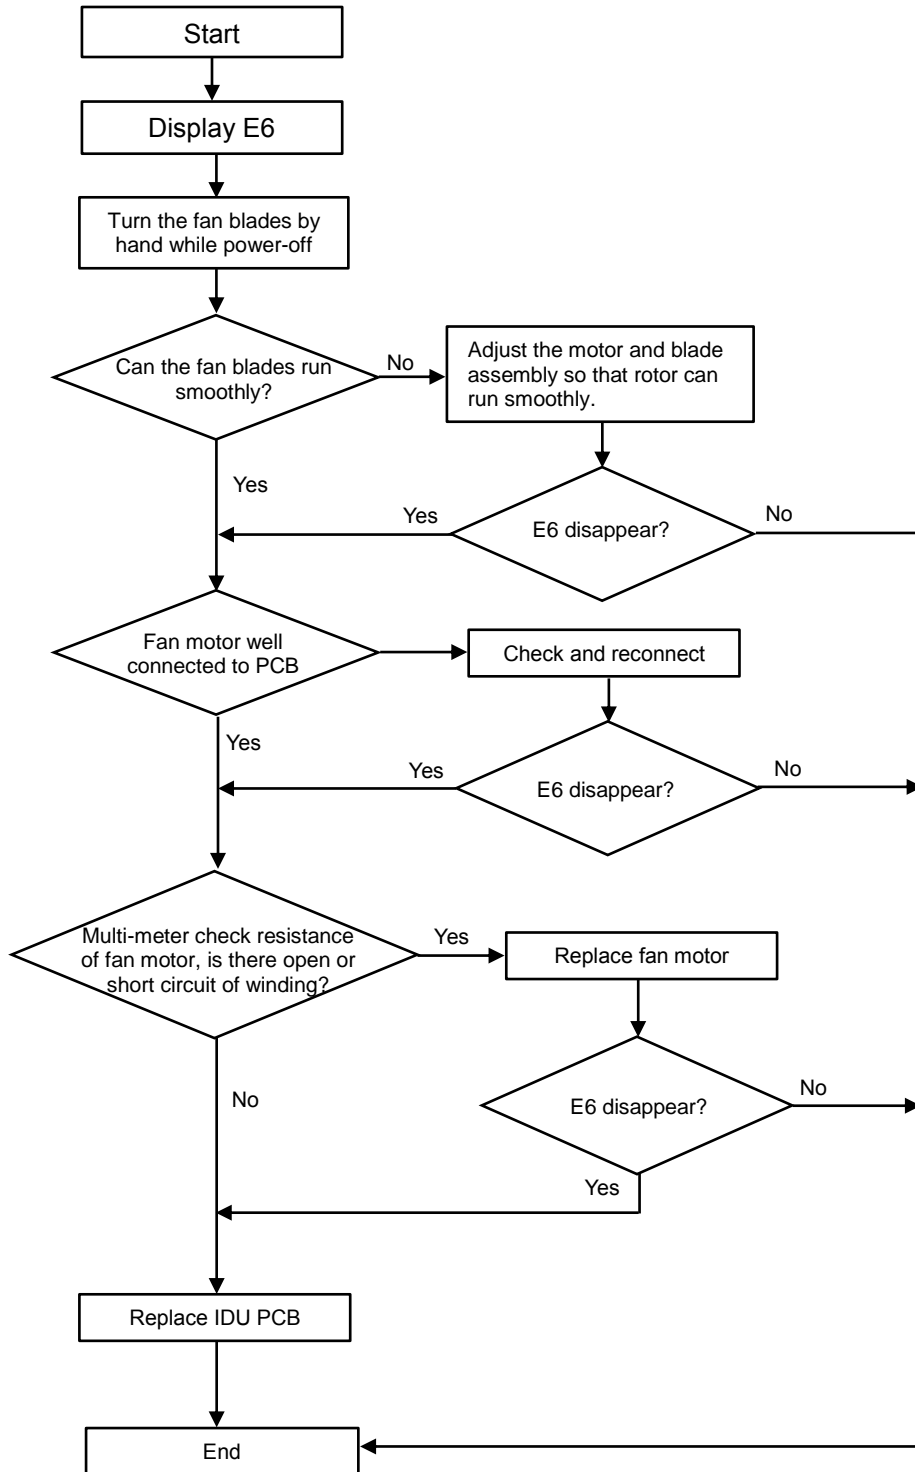 Start
Display E6
Turn the fan blades by
hand while power-off
Can the fan blades run
smoothly?
No
Adjust the motor and blade
assembly so that rotor can
run smoothly.
Yes
Yes
E6 disappear?
No
Fan motor well
connected to PCB
Check and reconnect
Yes
Yes
E6 disappear?
No
Multi-meter check resistance
of fan motor, is there open or
short circuit of winding?
Yes
Replace fan motor
No
E6 disappear?
No
Yes
Replace IDU PCB
End